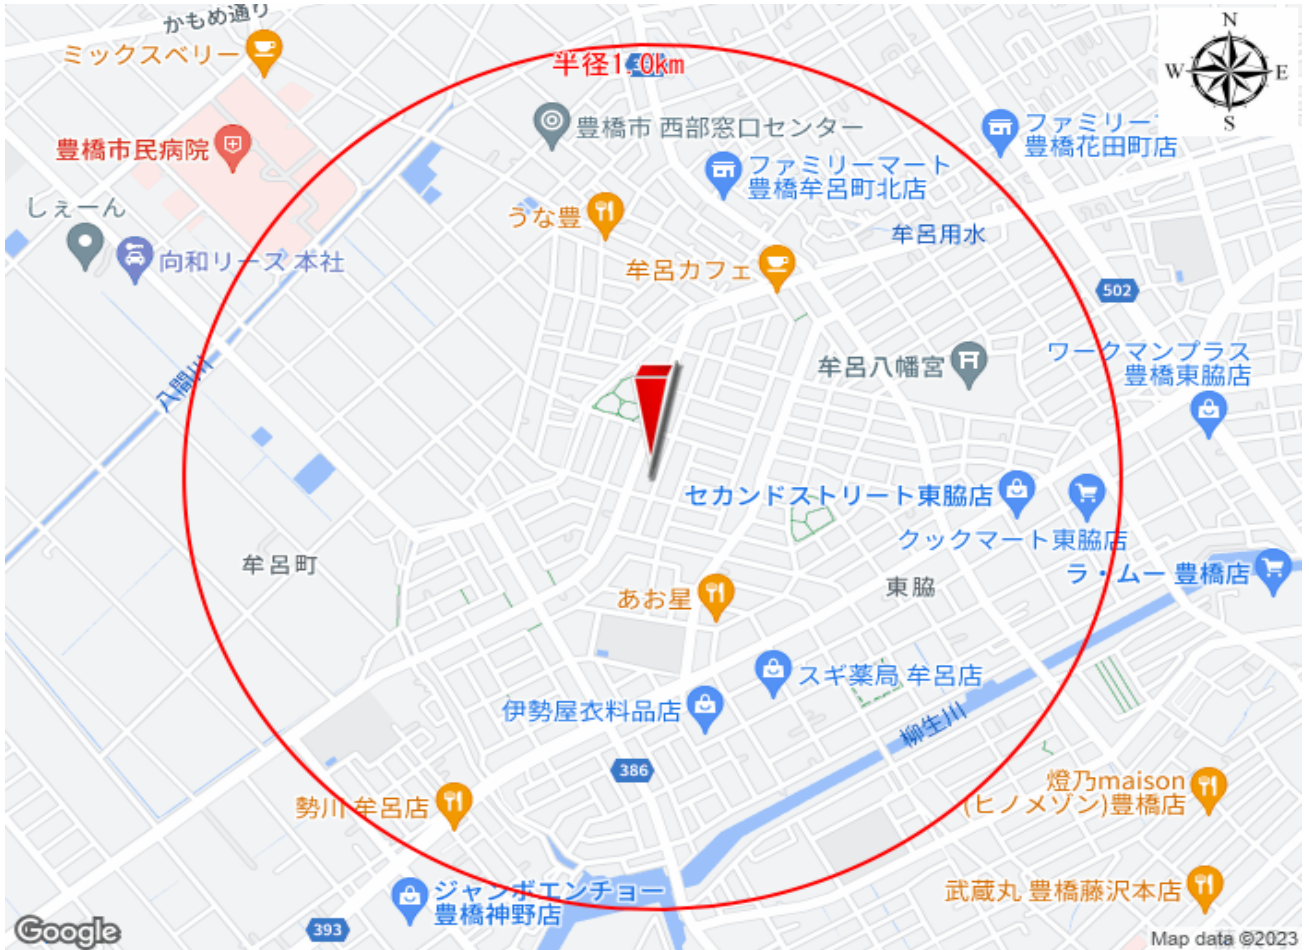 かもめ通り
ミックスベリー
半径1.0km
N
W
E
S
豊橋市民病院
豊橋市 西部窓口センター
ファミリー
豊橋花田町店
ファミリーマート
豊橋牟呂町北店
しぇーん
うな豊
牟呂用水
向和リース 本社
牟呂カフェ
502
八間川
牟呂八幡宮
ワークマンプラス
豊橋東脇店
セカンドストリート東脇店
クックマート東脇店
牟呂町
ラ・ムー 豊橋店
あお星
東脇
スギ薬局 牟呂店
伊勢屋衣料品店
柳生川
386
勢川 牟呂店
燈乃maison
(ヒノメゾン)豊橋店
ジャンボエンチョー
豊橋神野店
武蔵丸 豊橋藤沢本店
393
Google
Map data ©2023